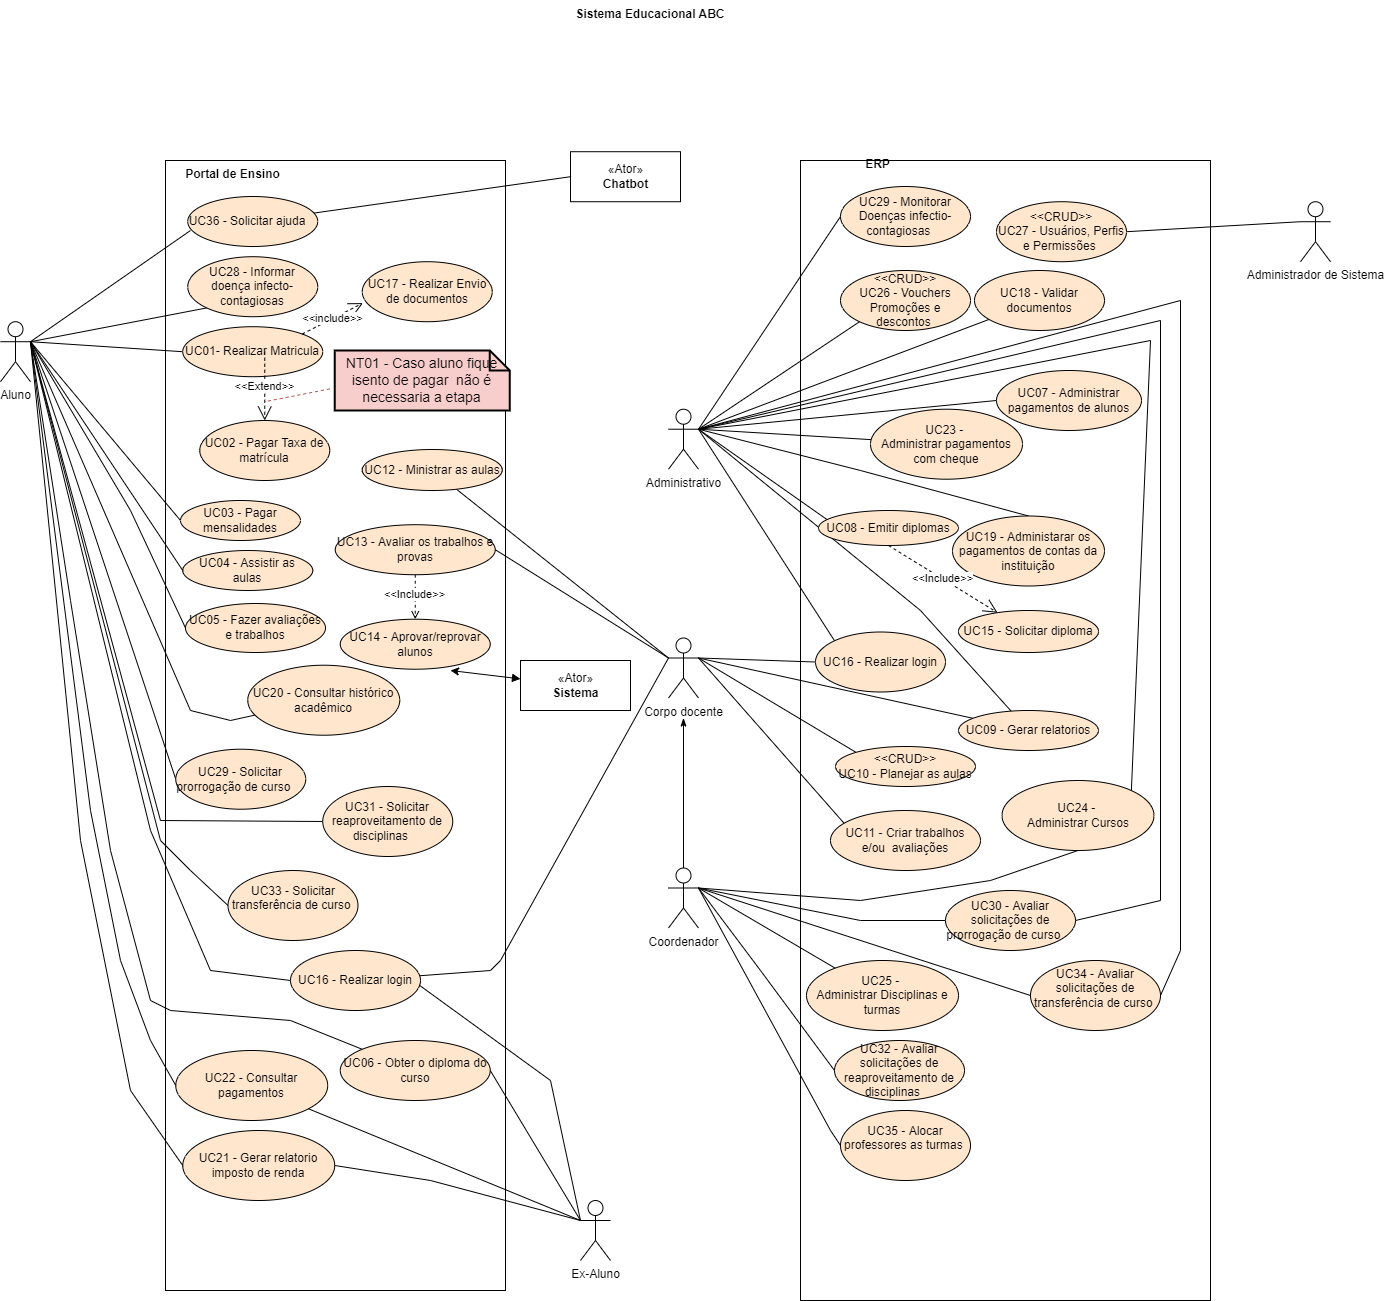 Sistema Educacional ABC
Portal de Ensino
«Ator»
Chatbot
UC36 - Solicitar ajuda
UC28 - Informar
doença infecto-
contagiosas
UC17 - Realizar Envio
de documentos
<<include>>
UC01- Realizar Matricula
<<Extend>>
NT01 - Caso aluno fique
isento de pagar não é
necessaria a etapa
Aluno
UC02 - Pagar Taxa de
matrícula
UC12 - Ministrar as aulas
UC03 - Pagar
mensalidades
UC13 - Avaliar os trabalhos e
provas
UC04 - Assistir as
aulas
<<Include>>
UC05 - Fazer avaliações
e trabalhos
UC14 - Aprovar/reprovar
alunos
«Ator»
Sistema
UC20 - Consultar histórico
acadêmico
UC29 - Solicitar
prorrogação de curso
UC31 - Solicitar
reaproveitamento de
disciplinas
UC33 - Solicitar
transferência de curso
UC16 - Realizar login
UC06 - Obter o diploma do
curso
UC22 - Consultar
pagamentos
UC21 - Gerar relatorio
imposto de renda
Ex-Aluno
ERP
UC29 - Monitorar
Doenças infectio-
contagiosas
<<CRUD>>
UC27 - Usuários, Perfis
e Permissões
Administrador de Sistema
<<CRUD>>
UC26 - Vouchers
Promoções e
descontos
UC18 - Validar
documentos
UC07 - Administrar
pagamentos de alunos
UC23 -
Administrar pagamentos
com cheque
Administrativo
UC08 - Emitir diplomas
UC19 - Administarar os
pagamentos de contas da
instituição
<<Include>>
UC15 - Solicitar diploma
UC16 - Realizar login
Corpo docente
UC09 - Gerar relatorios
<<CRUD>>
UC10 - Planejar as aulas
UC24 -
Administrar Cursos
UC11 - Criar trabalhos
e/ou avaliações
Coordenador
UC30 - Avaliar
solicitações de
prorrogação de curso
UC25 -
Administrar Disciplinas e
turmas
UC34 - Avaliar
solicitações de
transferência de curso
UC32 - Avaliar
solicitações de
reaproveitamento de
disciplinas
UC35 - Alocar
professores as turmas